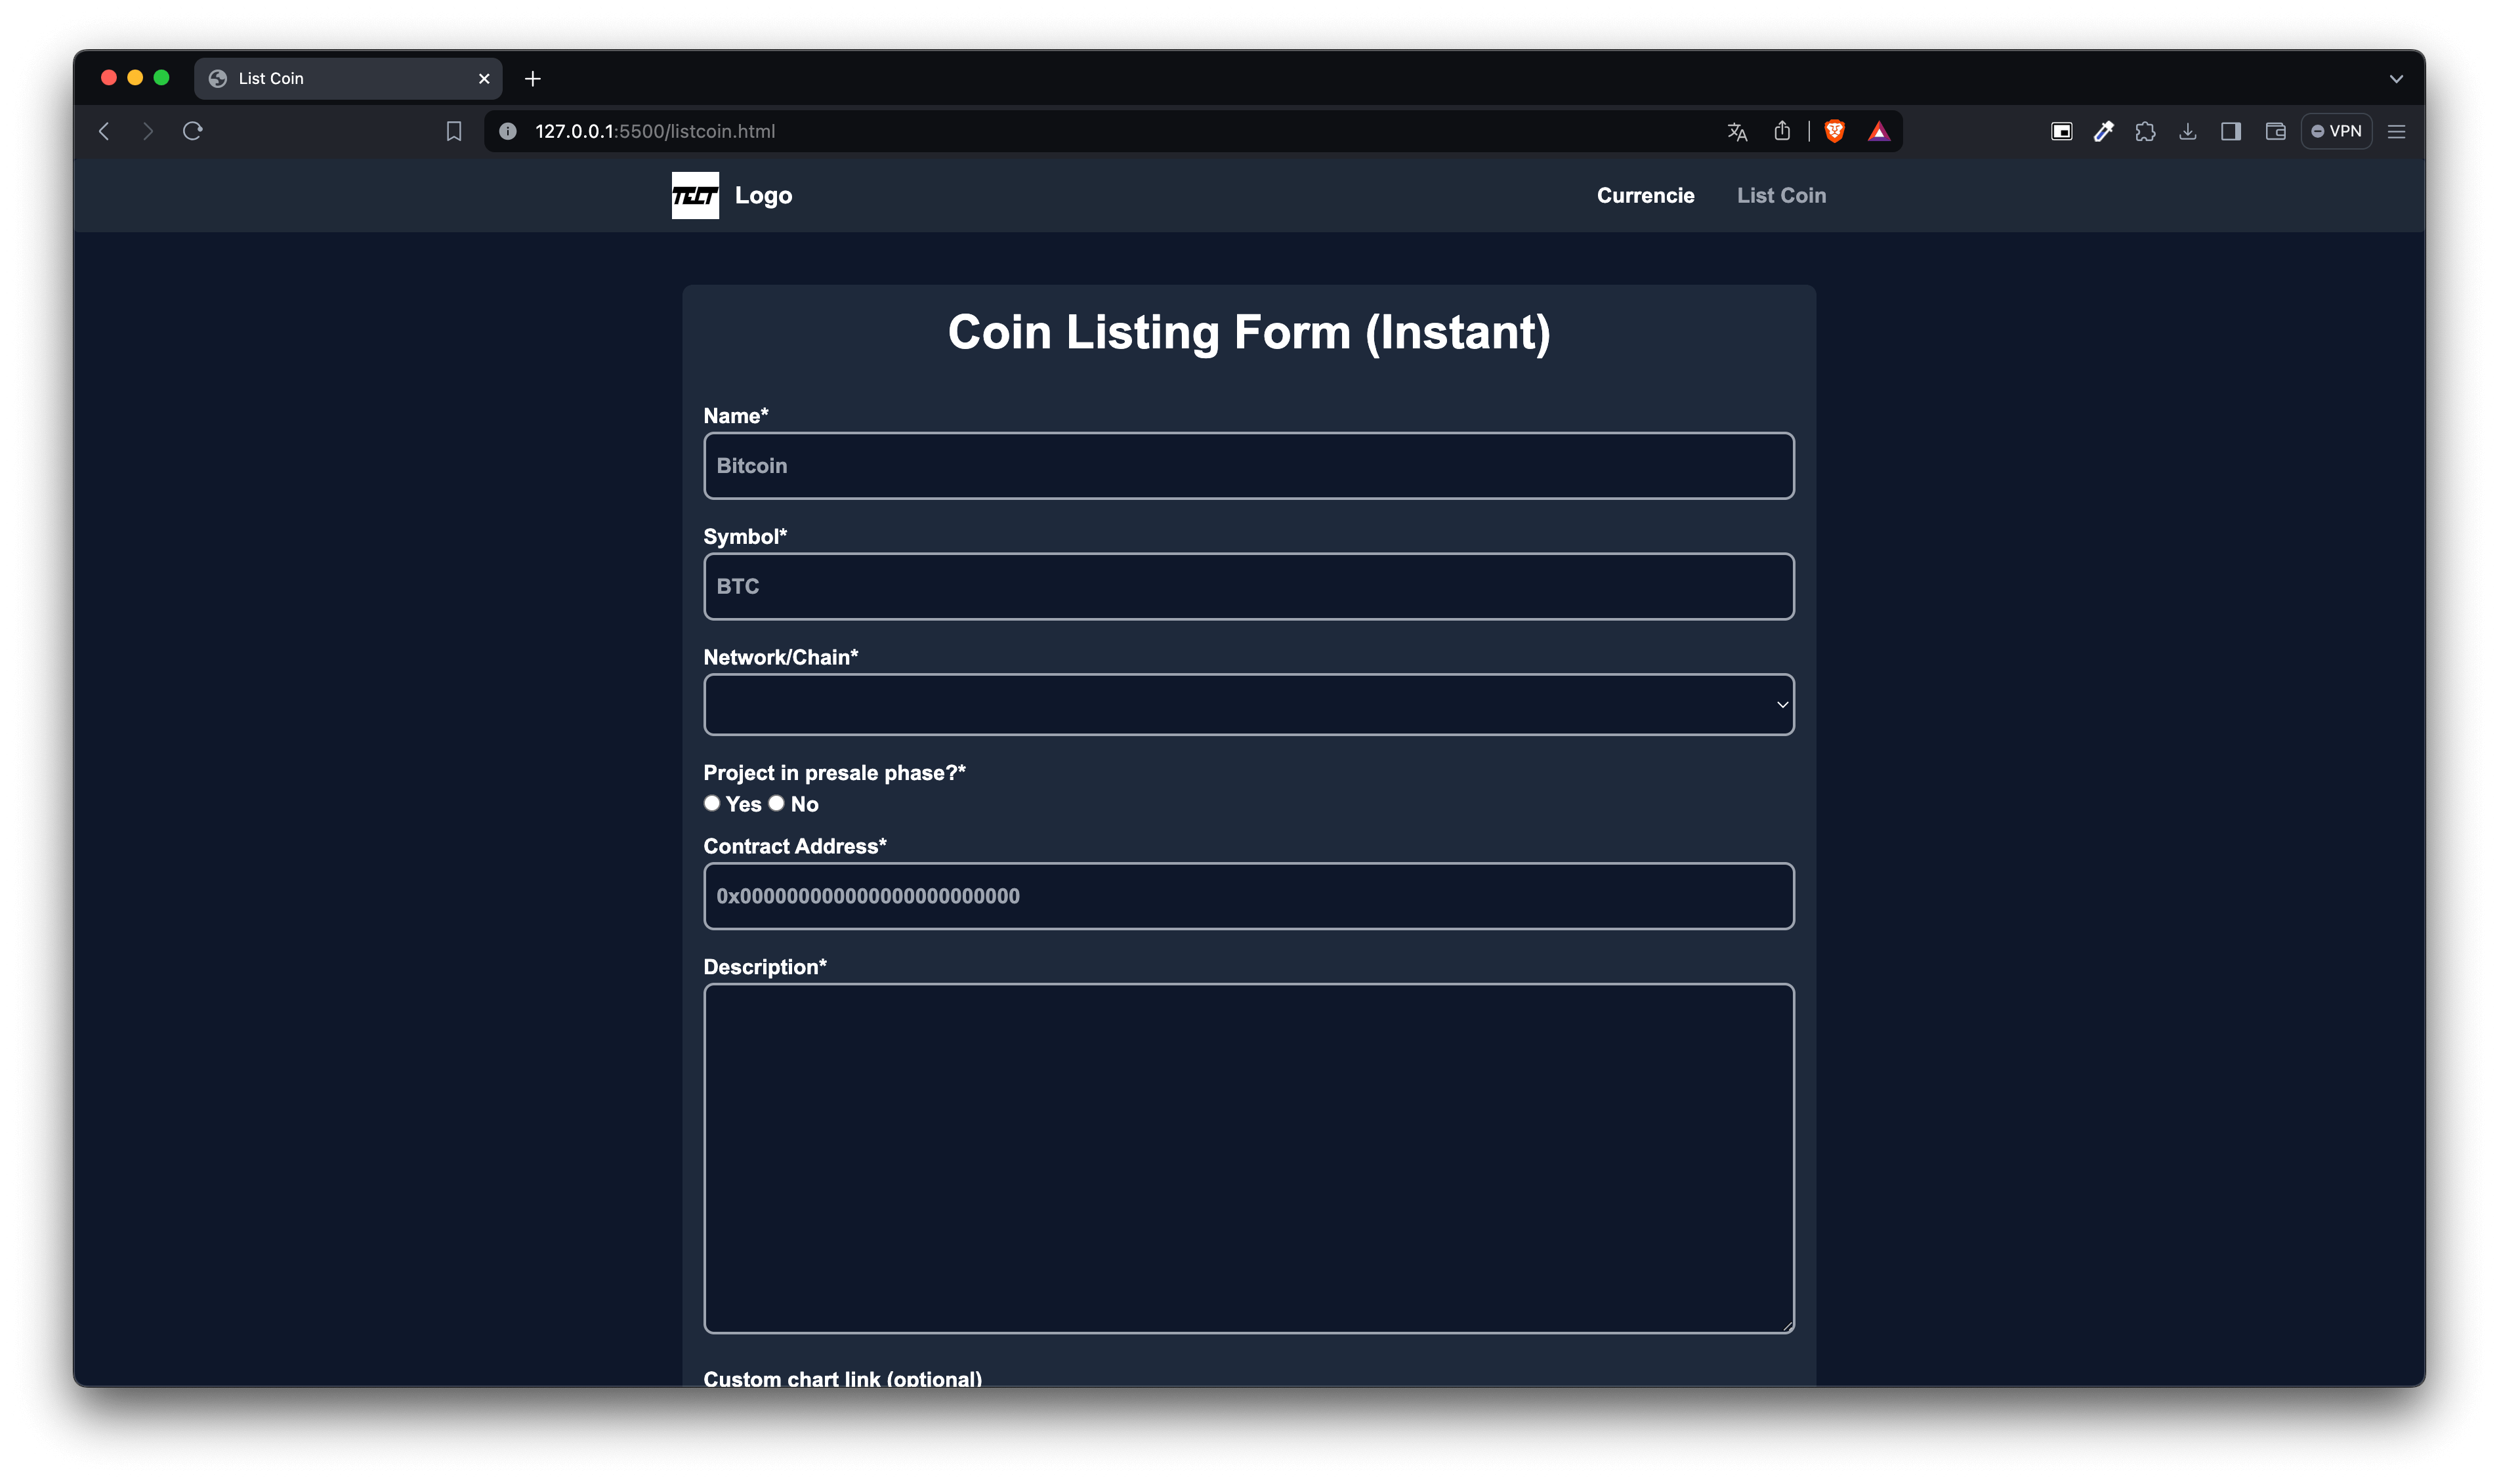 List Coin
127.0.0.1:5500/listcoin.html
VPN
TECT Logo
Currencie List Coin
Coin Listing Form (Instant)
Name*
Bitcoin
Symbol*
BTC
Network/Chain*
Project in presale phase?*
Yes No
Contract Address*
0x000000000000000000000000
Description*
Custom chart link (optional)